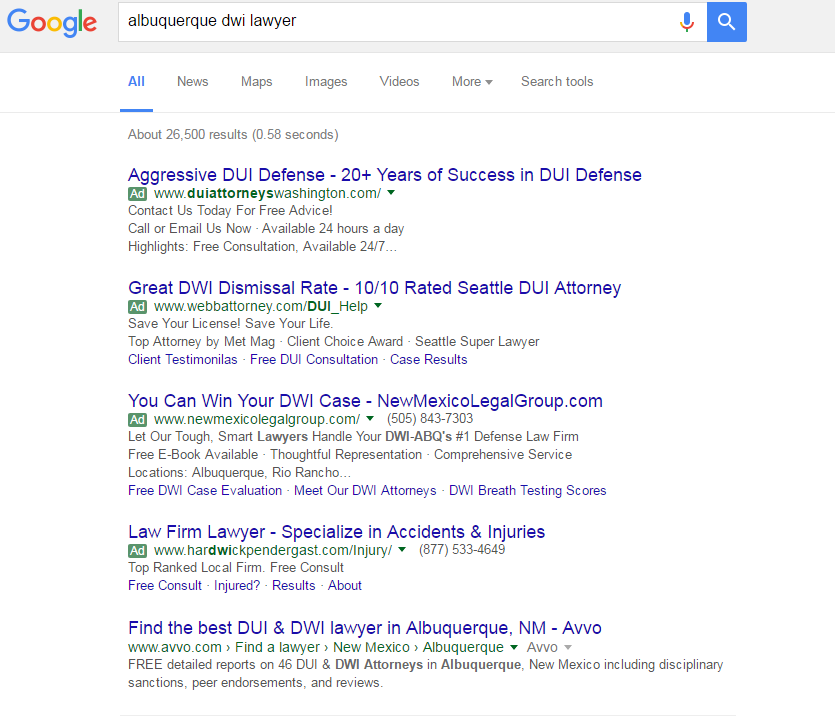 Google
albuquerque dwi lawyer
All News Maps Images Videos More Search tools
About 26,500 results (0.58 seconds)
Aggressive DUI Defense - 20+ Years of Success in DUI Defense
Ad www.duiattorneyswashington.com/
Contact Us Today For Free Advice!
Call or Email Us Now · Available 24 hours a day
Highlights: Free Consultation, Available 24/7...
Great DWI Dismissal Rate - 10/10 Rated Seattle DUI Attorney
Ad www.webbattorney.com/DUI_Help
Save Your License! Save Your Life.
Top Attorney by Met Mag · Client Choice Award · Seattle Super Lawyer
Client Testimonilas · Free DUI Consultation · Case Results
You Can Win Your DWI Case - NewMexicoLegalGroup.com
Ad www.newmexicolegalgroup.com/ (505) 843-7303
Let Our Tough, Smart Lawyers Handle Your DWI-ABQ's #1 Defense Law Firm
Free E-Book Available · Thoughtful Representation · Comprehensive Service
Locations: Albuquerque, Rio Rancho...
Free DWI Case Evaluation · Meet Our DWI Attorneys · DWI Breath Testing Scores
Law Firm Lawyer - Specialize in Accidents & Injuries
Ad www.hardwickpendergast.com/Injury/ (877) 533-4649
Top Ranked Local Firm. Free Consult
Free Consult · Injured? · Results · About
Find the best DUI & DWI lawyer in Albuquerque, NM - Avvo
www.avvo.com › Find a lawyer › New Mexico › Albuquerque Avvo
FREE detailed reports on 46 DUI & DWI Attorneys in Albuquerque, New Mexico including disciplinary
sanctions, peer endorsements, and reviews.